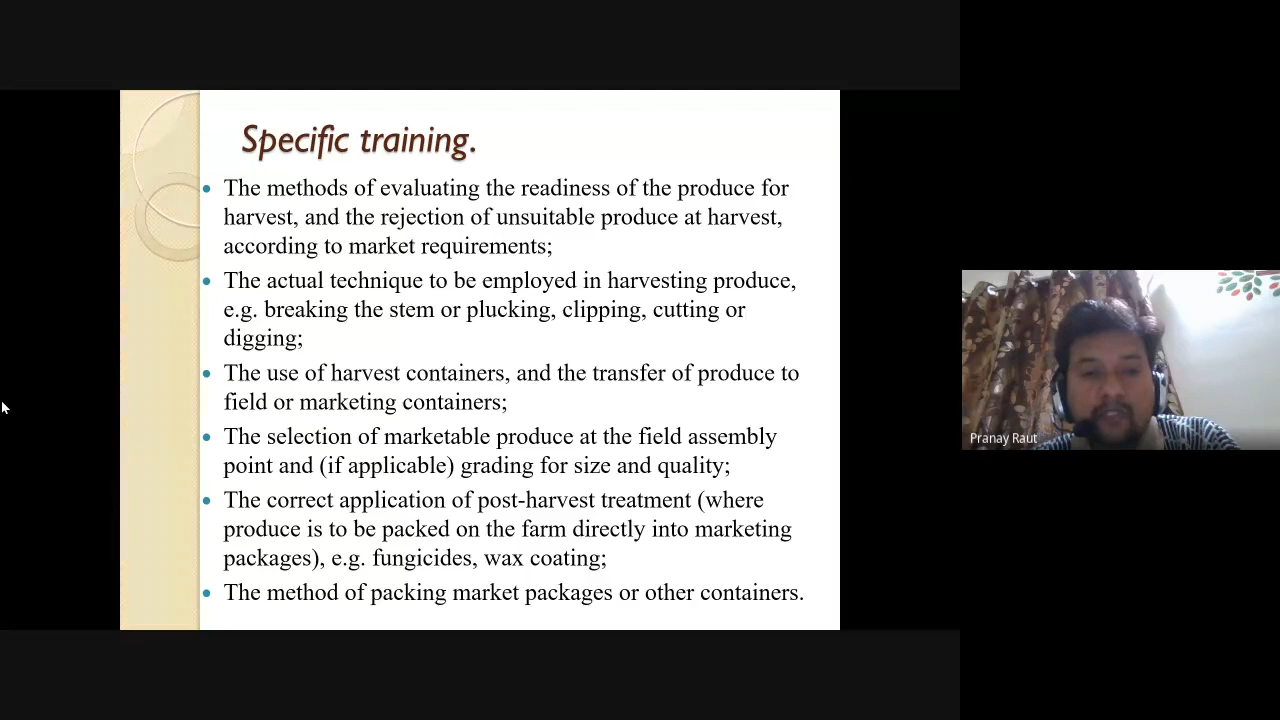 Specific training.
The methods of evaluating the readiness of the produce for
harvest, and the rejection of unsuitable produce at harvest,
according to market requirements;
The actual technique to be employed in harvesting produce,
e.g. breaking the stem or plucking, clipping, cutting or
digging;
The use of harvest containers, and the transfer of produce to
field or marketing containers;
The selection of marketable produce at the field assembly
point and (if applicable) grading for size and quality;
The correct application of post-harvest treatment (where
produce is to be packed on the farm directly into marketing
packages), e.g. fungicides, wax coating;
The method of packing market packages or other containers.
Pranay Raut